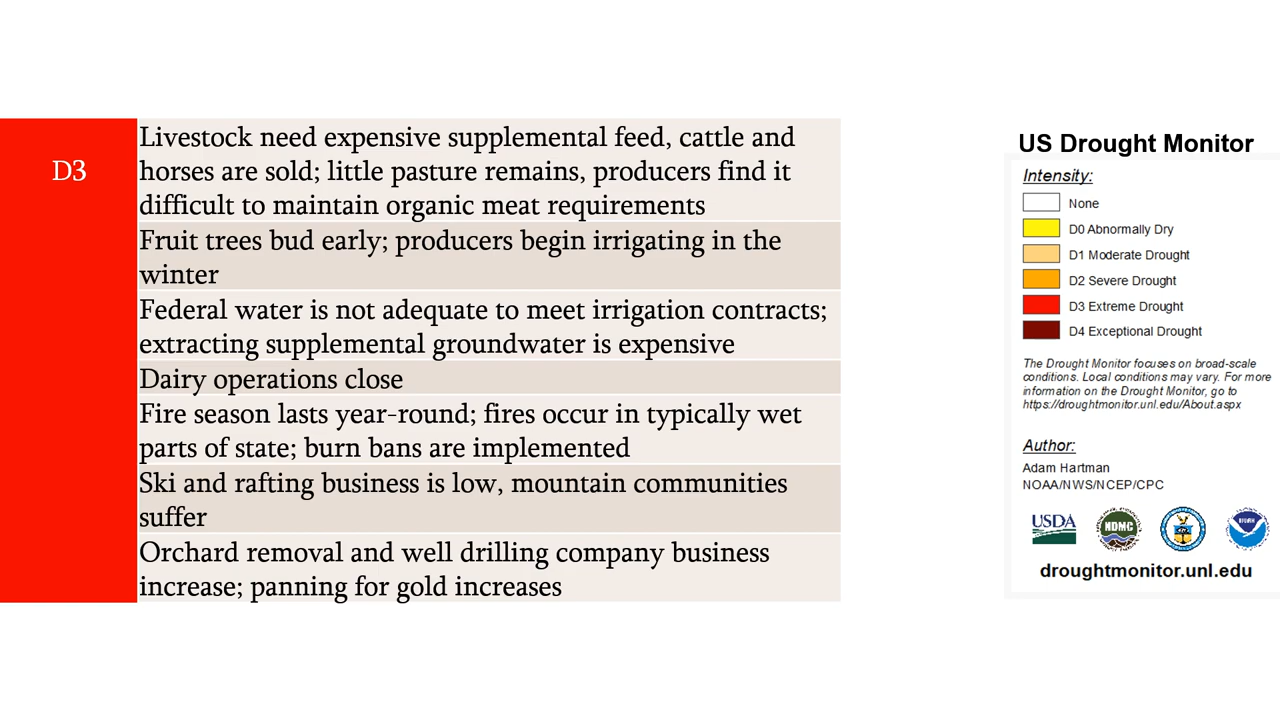 D3
Livestock need expensive supplemental feed, cattle and
horses are sold; little pasture remains, producers find it
difficult to maintain organic meat requirements
Fruit trees bud early; producers begin irrigating in the
winter
Federal water is not adequate to meet irrigation contracts;
extracting supplemental groundwater is expensive
Dairy operations close
Fire season lasts year-round; fires occur in typically wet
parts of state; burn bans are implemented
Ski and rafting business is low, mountain communities
suffer
Orchard removal and well drilling company business
increase; panning for gold increases
US Drought Monitor
Intensity:
None
D0 Abnormally Dry
D1 Moderate Drought
D2 Severe Drought
D3 Extreme Drought
D4 Exceptional Drought
The Drought Monitor focuses on broad-scale
conditions. Local conditions may vary. For more
information on the Drought Monitor, go to
https://droughtmonitor.unl.edu/About.aspx
Author:
Adam Hartman
NOAA/NWS/NCEP/CPC
USDA
NDMC
droughtmonitor.unl.edu